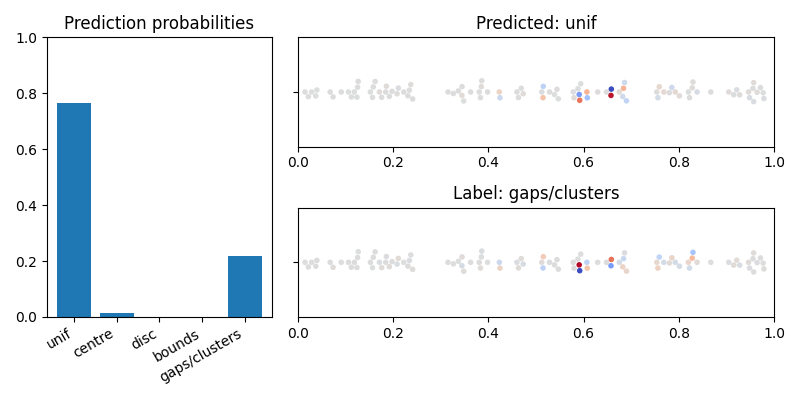 Prediction probabilities
1.0
0.8
0.6
0.4
0.2
0.0
unif
centre
disc
bounds
gaps/clusters
Predicted: unif
0.0 0.2 0.4 0.6 0.8 1.0
Label: gaps/clusters
0.0 0.2 0.4 0.6 0.8 1.0